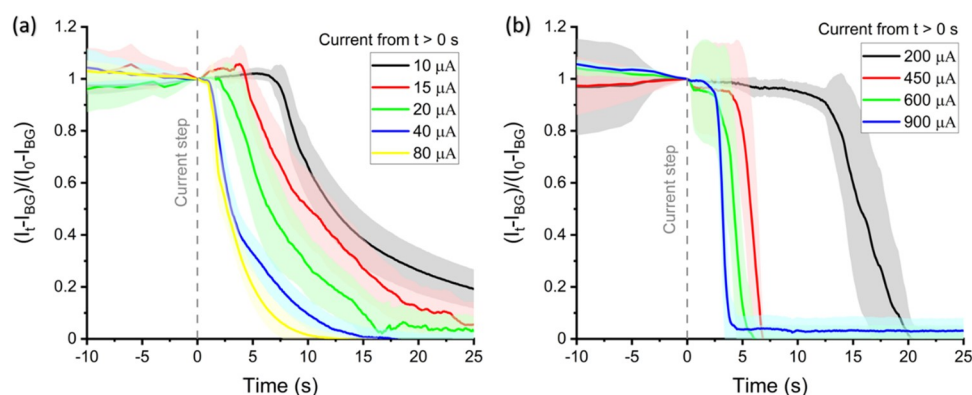 (a)
1.2
1
0.8
0.6
0.4
0.2
0
(I_t-I_BG)/(I_0-I_BG)
-10
-5
0
5
10
15
20
25
Time (s)
Current step
Current from t > 0 s
10 μA
15 μA
20 μA
40 μA
80 μA
(b)
1.2
1
0.8
0.6
0.4
0.2
0
(I_t-I_BG)/(I_0-I_BG)
-10
-5
0
5
10
15
20
25
Time (s)
Current step
Current from t > 0 s
200 μA
450 μA
600 μA
900 μA